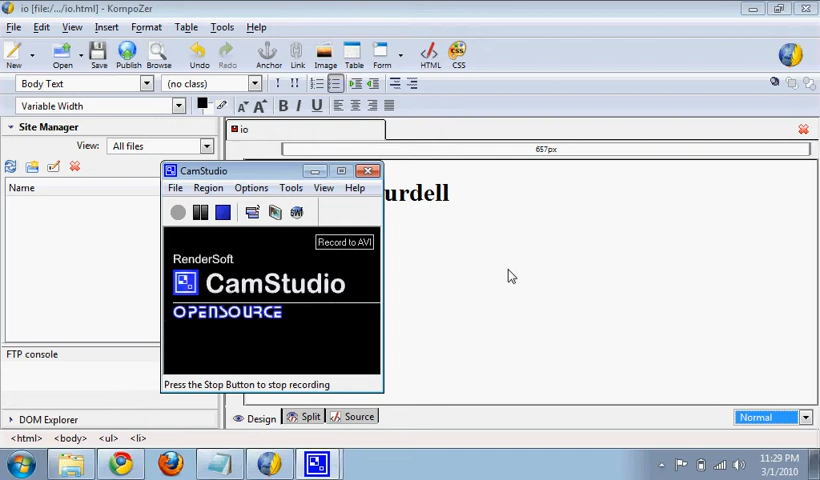 io [file:/.../io.html] - KompoZer
File Edit View Insert Format Table Tools Help
New Open Save Publish Browse Undo Redo Anchor Link Image Table Form HTML CSS
Body Text (no class)
Variable Width B I U
Site Manager
View: All files
Name
io
657px
urdell
CamStudio
File Region Options Tools View Help
SWF
Record to AVI
RenderSoft
CamStudio
OPENSOURCE
Press the Stop Button to stop recording
FTP console
DOM Explorer
Design Split Source Normal
<html> <body> <ul> <li>
11:29 PM
3/1/2010